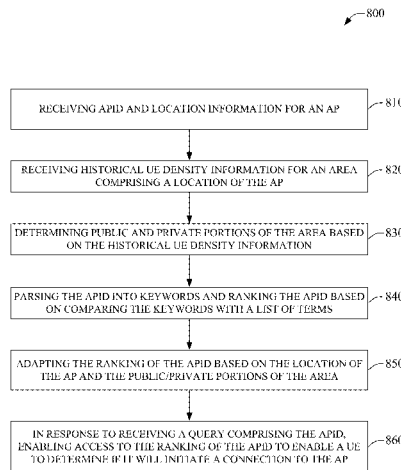 800
RECEIVING APID AND LOCATION INFORMATION FOR AN AP
810
RECEIVING HISTORICAL UE DENSITY INFORMATION FOR AN AREA
COMPRISING A LOCATION OF THE AP
820
DETERMINING PUBLIC AND PRIVATE PORTIONS OF THE AREA BASED
ON THE HISTORICAL UE DENSITY INFORMATION
830
PARSING THE APID INTO KEYWORDS AND RANKING THE APID BASED
ON COMPARING THE KEYWORDS WITH A LIST OF TERMS
840
ADAPTING THE RANKING OF THE APID BASED ON THE LOCATION OF
THE AP AND THE PUBLIC/PRIVATE PORTIONS OF THE AREA
850
IN RESPONSE TO RECEIVING A QUERY COMPRISING THE APID,
ENABLING ACCESS TO THE RANKING OF THE APID TO ENABLE A UE
TO DETERMINE IF IT WILL INITIATE A CONNECTION TO THE AP
860